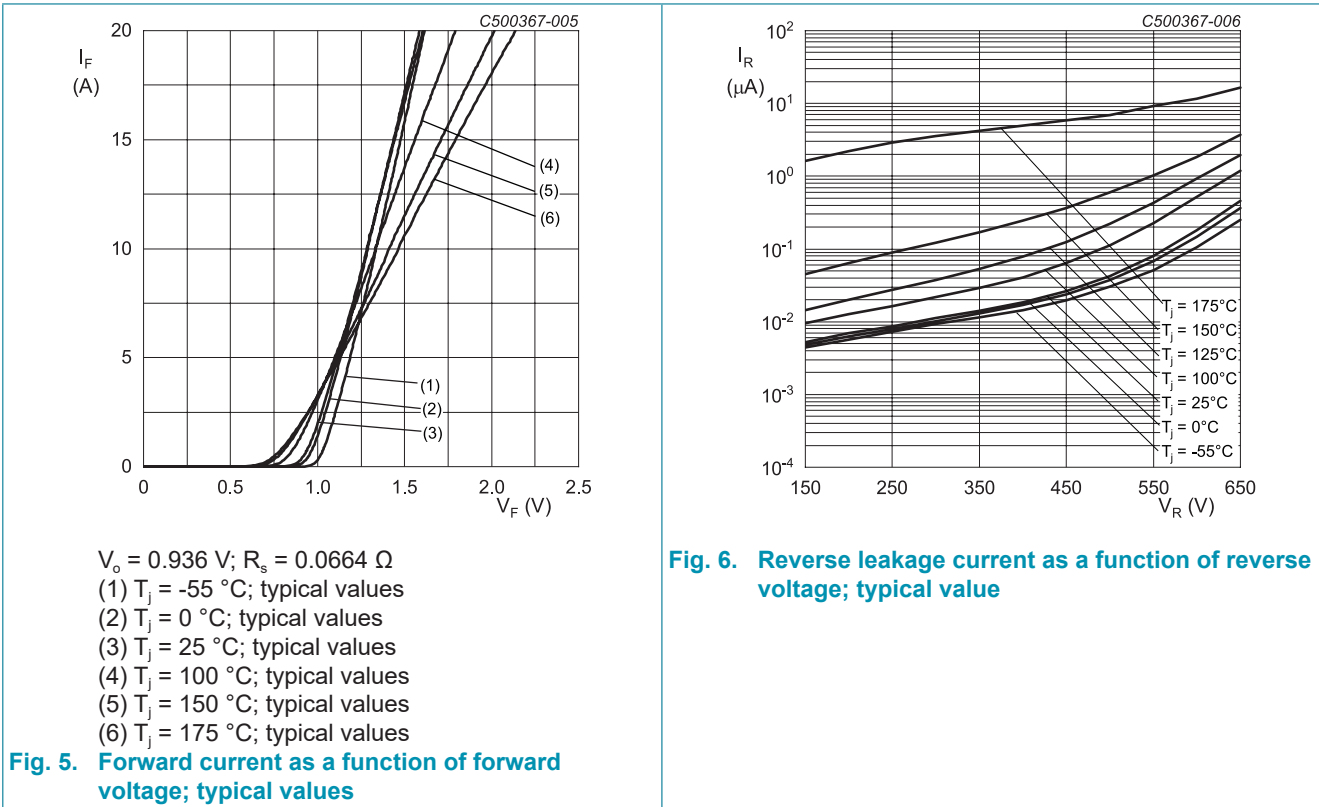 C500367-005
20
I_F
(A)
15
10
5
0
(4)
(5)
(6)
(1)
(2)
(3)
0 0.5 1.0 1.5 2.0 2.5
V_F (V)
V_o = 0.936 V; R_s = 0.0664 Ω
(1) T_j = -55 °C; typical values
(2) T_j = 0 °C; typical values
(3) T_j = 25 °C; typical values
(4) T_j = 100 °C; typical values
(5) T_j = 150 °C; typical values
(6) T_j = 175 °C; typical values
Fig. 5. Forward current as a function of forward
voltage; typical values
C500367-006
10^2
I_R
(μA)
10^1
10^0
10^-1
10^-2
10^-3
10^-4
T_j = 175°C
T_j = 150°C
T_j = 125°C
T_j = 100°C
T_j = 25°C
T_j = 0°C
T_j = -55°C
150 250 350 450 550 650
V_R (V)
Fig. 6. Reverse leakage current as a function of reverse
voltage; typical value